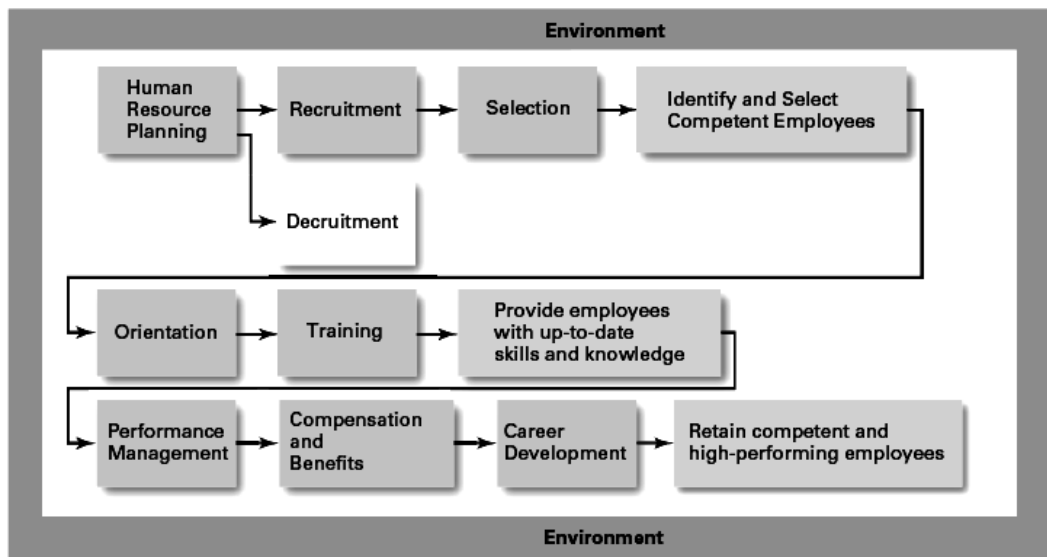 Environment
Human
Resource
Planning
Recruitment
Selection
Identify and Select
Competent Employees
Decruitment
Orientation
Training
Provide employees
with up-to-date
skills and knowledge
Performance
Management
Compensation
and
Benefits
Career
Development
Retain competent and
high-performing employees
Environment